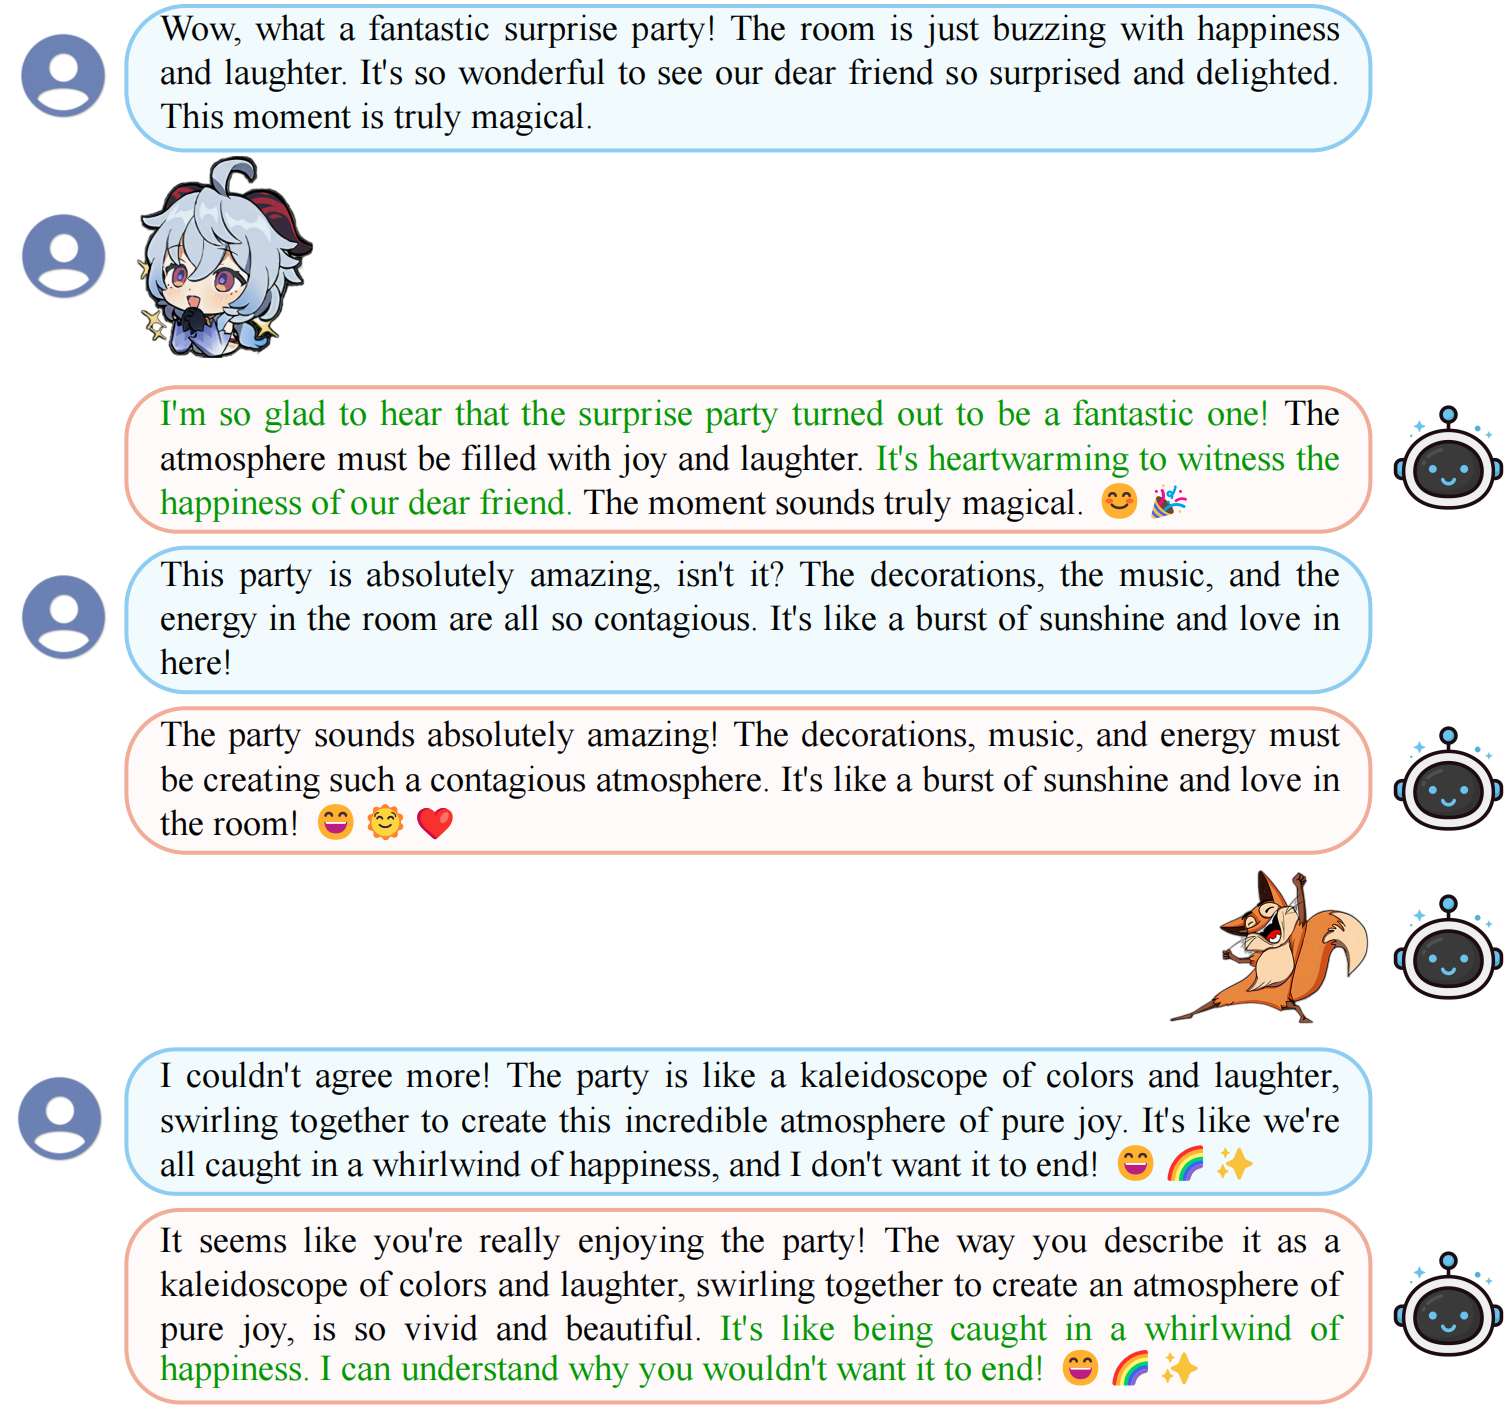 Wow, what a fantastic surprise party! The room is just buzzing with happiness
and laughter. It's so wonderful to see our dear friend so surprised and delighted.
This moment is truly magical.
I'm so glad to hear that the surprise party turned out to be a fantastic one! The
atmosphere must be filled with joy and laughter. It's heartwarming to witness the
happiness of our dear friend. The moment sounds truly magical. 😊 🎉
This party is absolutely amazing, isn't it? The decorations, the music, and the
energy in the room are all so contagious. It's like a burst of sunshine and love in
here!
The party sounds absolutely amazing! The decorations, music, and energy must
be creating such a contagious atmosphere. It's like a burst of sunshine and love in
the room! 😄 🌞 ❤️
I couldn't agree more! The party is like a kaleidoscope of colors and laughter,
swirling together to create this incredible atmosphere of pure joy. It's like we're
all caught in a whirlwind of happiness, and I don't want it to end! 😄 🌈 ✨
It seems like you're really enjoying the party! The way you describe it as a
kaleidoscope of colors and laughter, swirling together to create an atmosphere of
pure joy, is so vivid and beautiful. It's like being caught in a whirlwind of
happiness. I can understand why you wouldn't want it to end! 😄 🌈 ✨